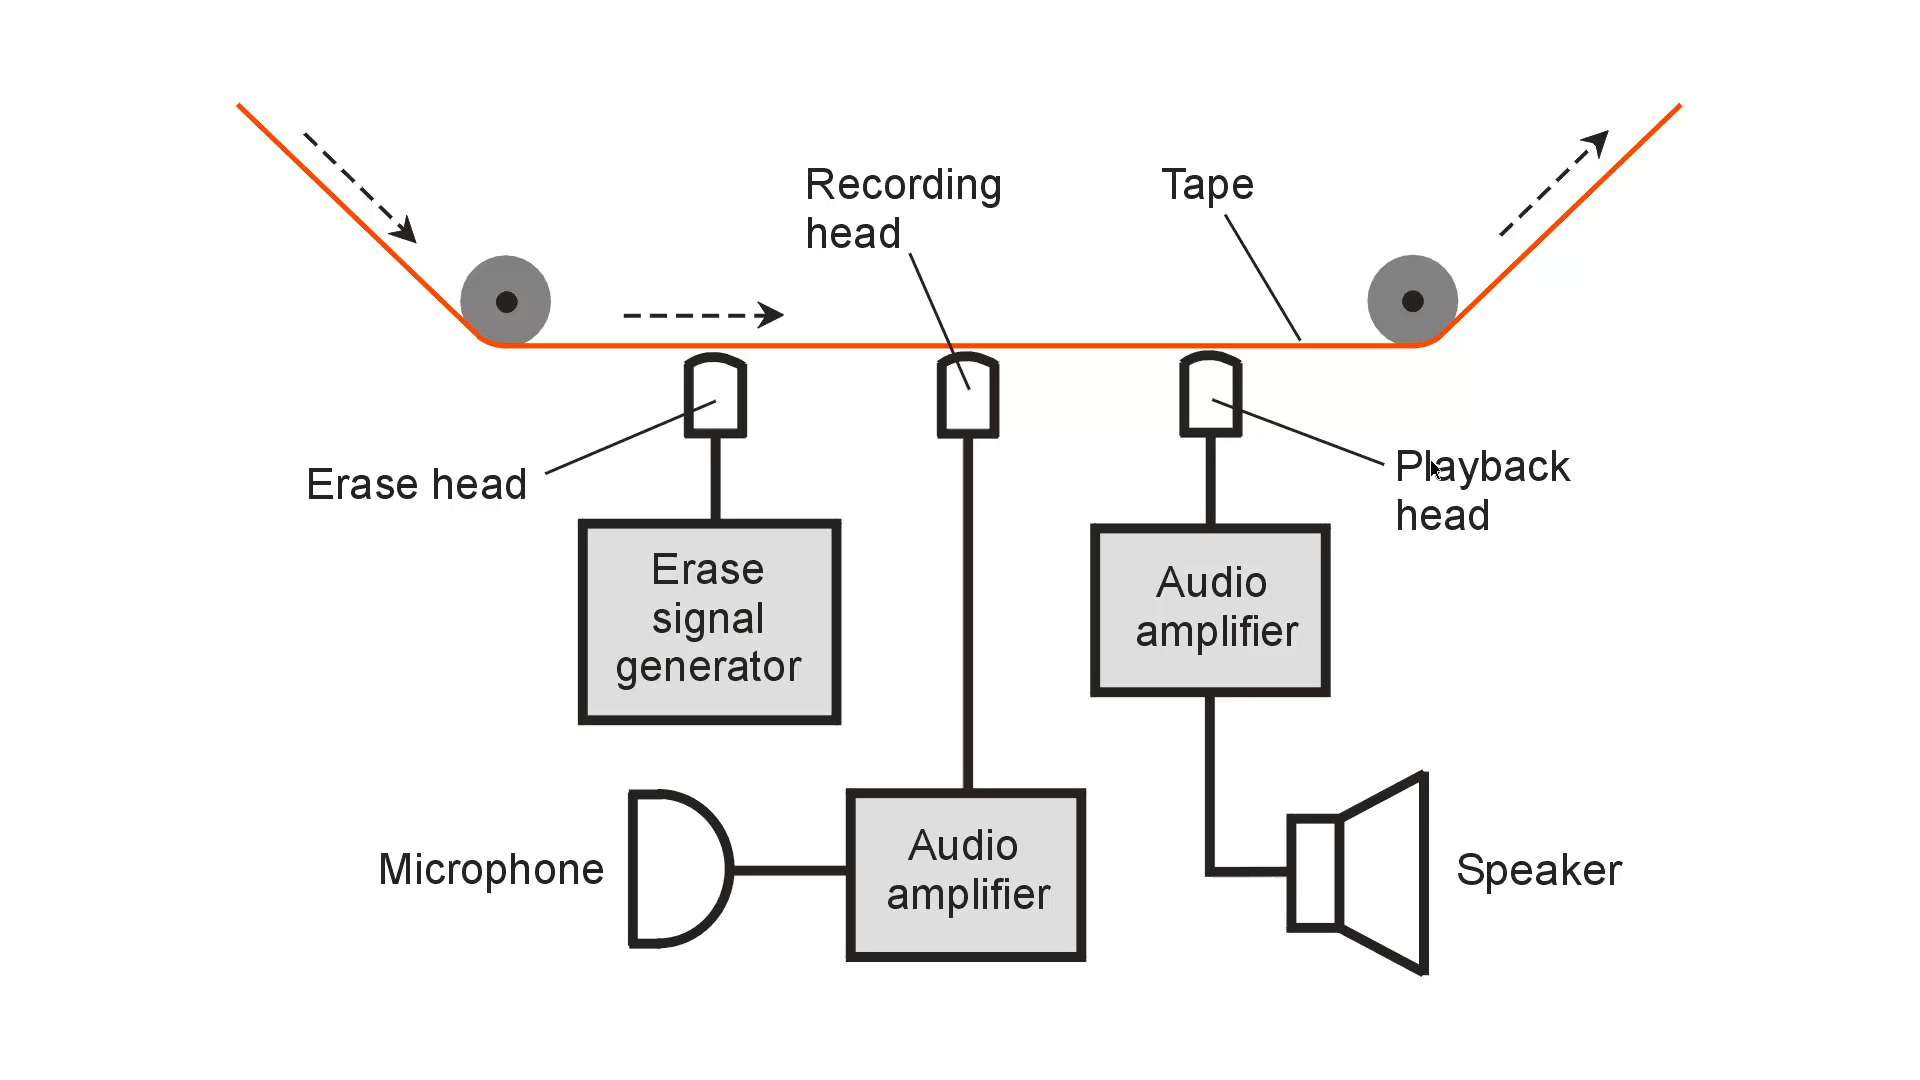 Recording
head
Tape
Erase head
Playback
head
Erase
signal
generator
Audio
amplifier
Microphone
Audio
amplifier
Speaker